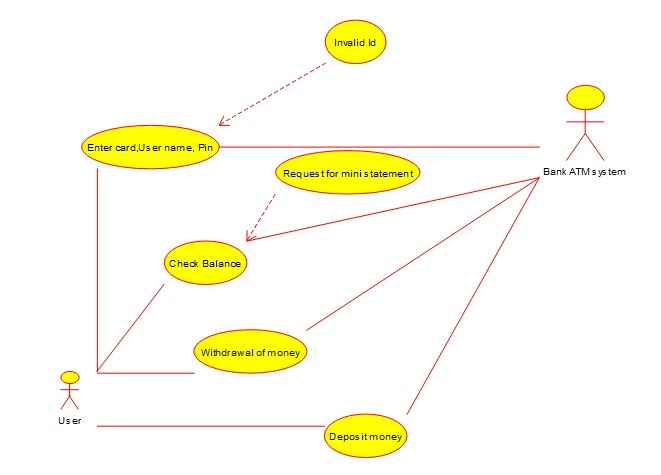 Invalid Id
Enter card,User name, Pin
Request for mini statement
Bank ATM system
Check Balance
Withdrawal of money
User
Deposit money